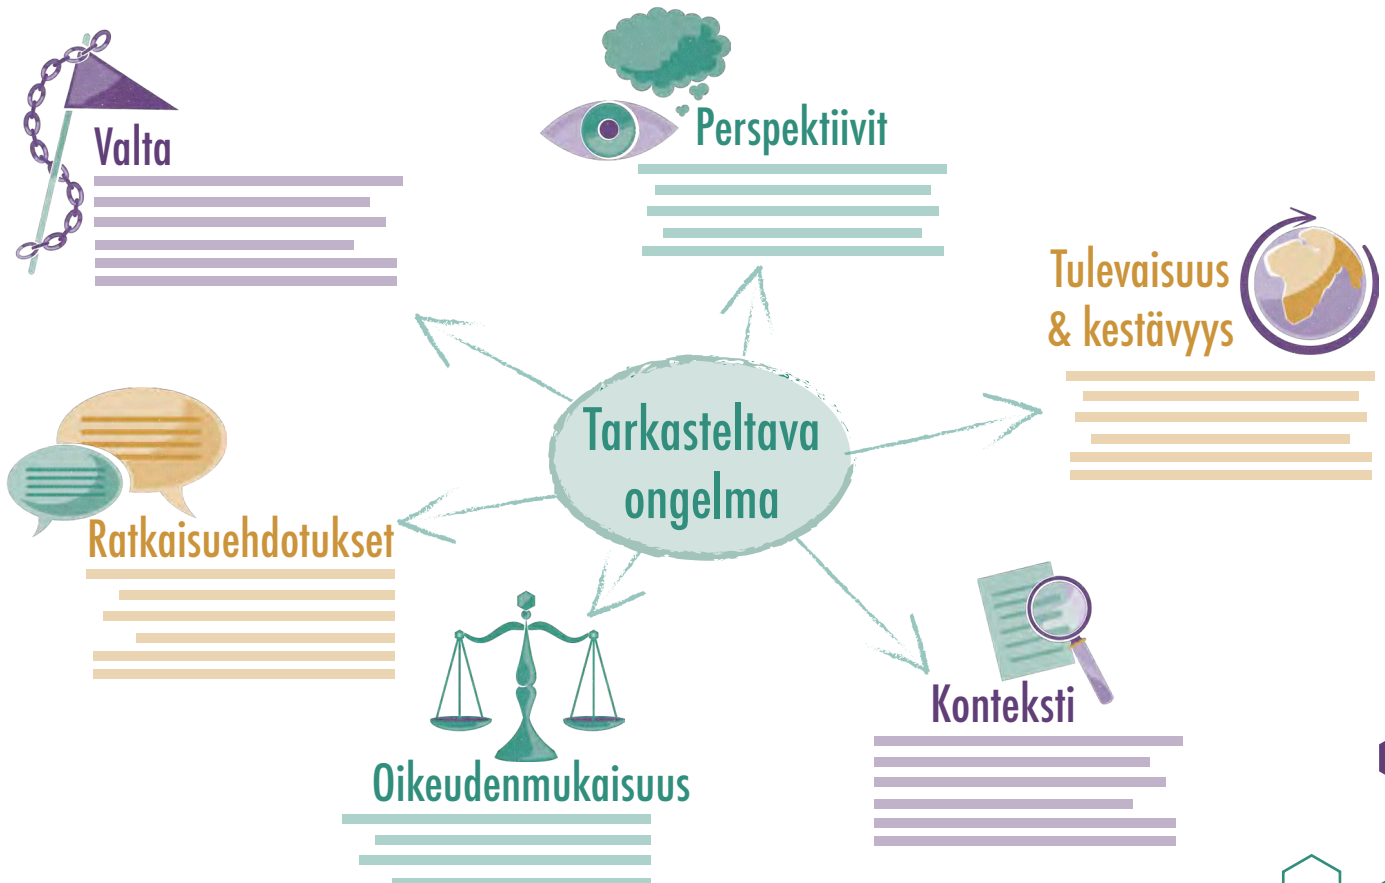 Valta
Perspektiivit
Tulevaisuus
& kestävyys
Tarkasteltava
ongelma
Ratkaisuehdotukset
Konteksti
Oikeudenmukaisuus